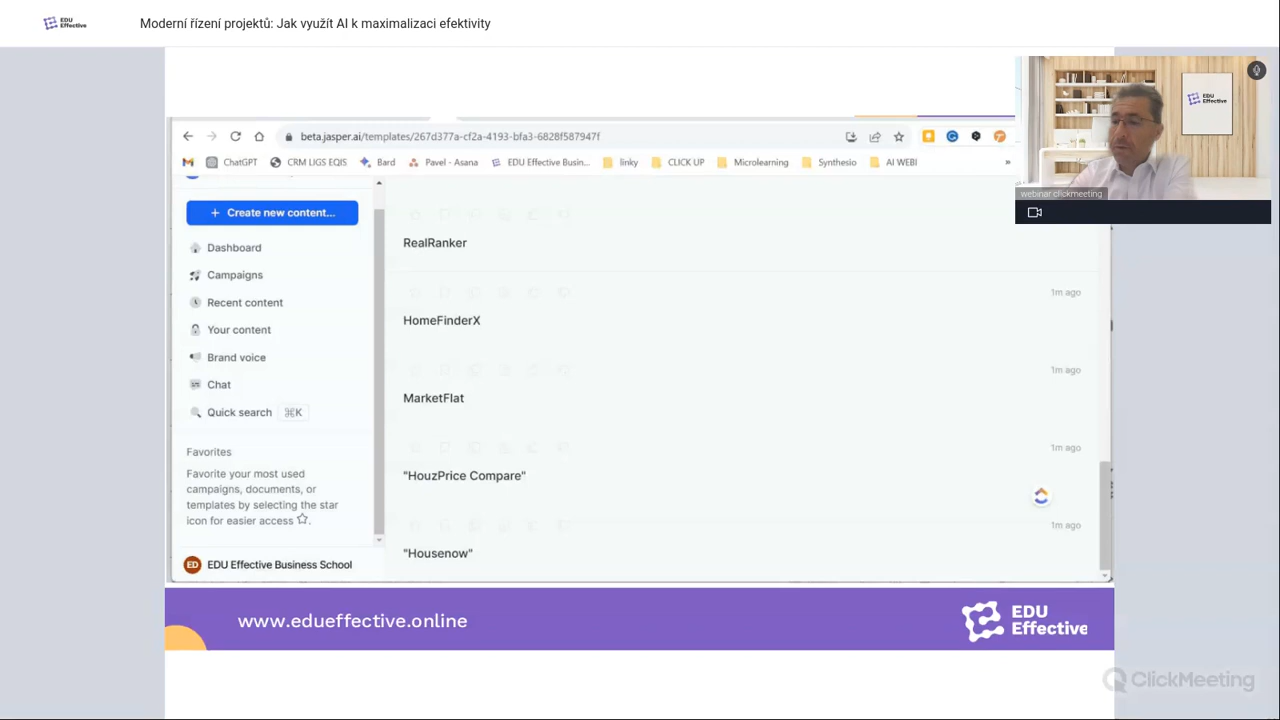 EDU
Effective
Moderní řízení projektů: Jak využít AI k maximalizaci efektivity
beta.jasper.ai/templates/267d377a-cf2a-4193-bfa3-6828f587947f
ChatGPT
CRM LIGS EQIS
Bard
Pavel - Asana
EDU Effective Busin...
linky
CLICK UP
Microlearning
Synthesio
AI WEBI
»
EDU
Effective
webinar clickmeeting
+ Create new content...
Dashboard
Campaigns
Recent content
Your content
Brand voice
Chat
Quick search ⌘K
Favorites
Favorite your most used
campaigns, documents, or
templates by selecting the star
icon for easier access ☆.
ED EDU Effective Business School
RealRanker
1m ago
HomeFinderX
1m ago
MarketFlat
1m ago
"HouzPrice Compare"
1m ago
"Housenow"
www.edueffective.online
EDU
Effective
ClickMeeting